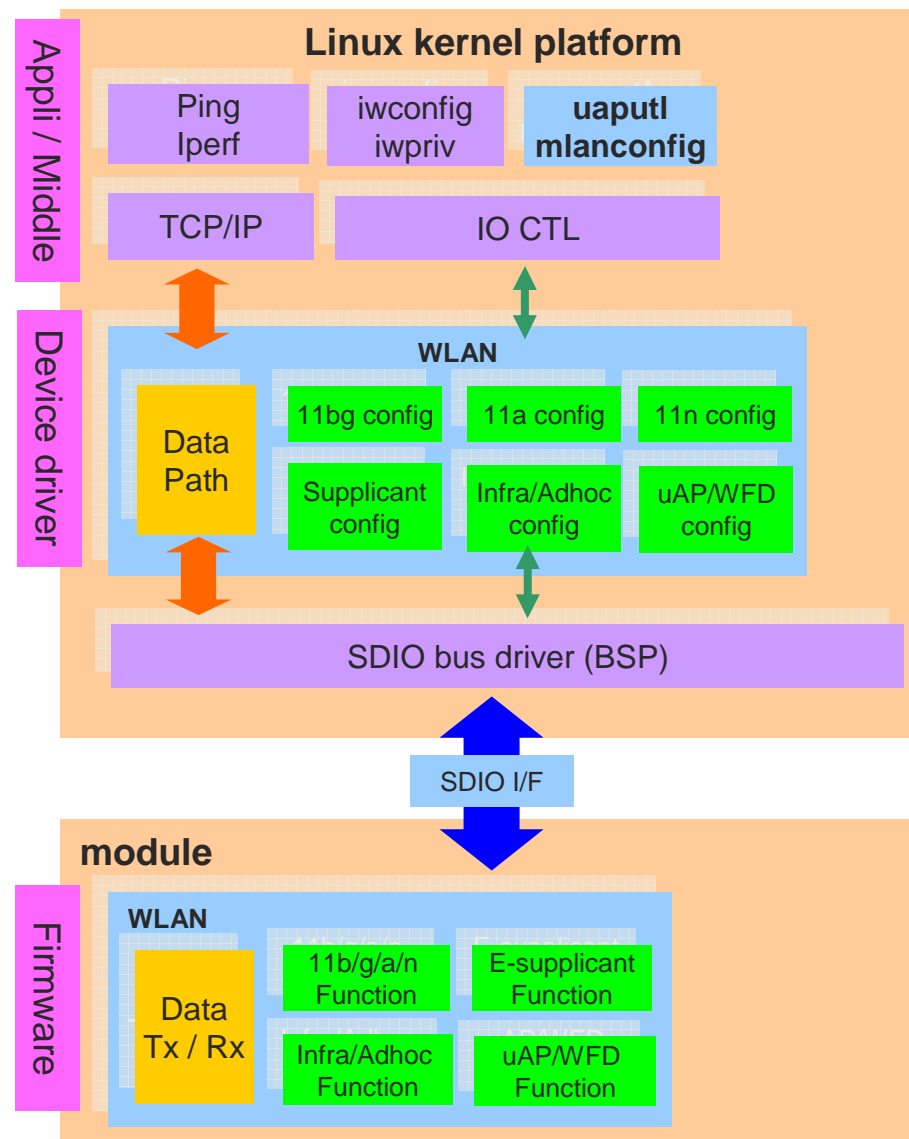 Linux kernel platform
Appli / Middle
Ping
Iperf
iwconfig
iwpriv
uaputl
mlanconfig
TCP/IP
IO CTL
Device driver
WLAN
Data
Path
11bg config
11a config
11n config
Supplicant
config
Infra/Adhoc
config
uAP/WFD
config
SDIO bus driver (BSP)
SDIO I/F
module
Firmware
WLAN
Data
Tx / Rx
11b/g/a/n
Function
E-supplicant
Function
Infra/Adhoc
Function
uAP/WFD
Function